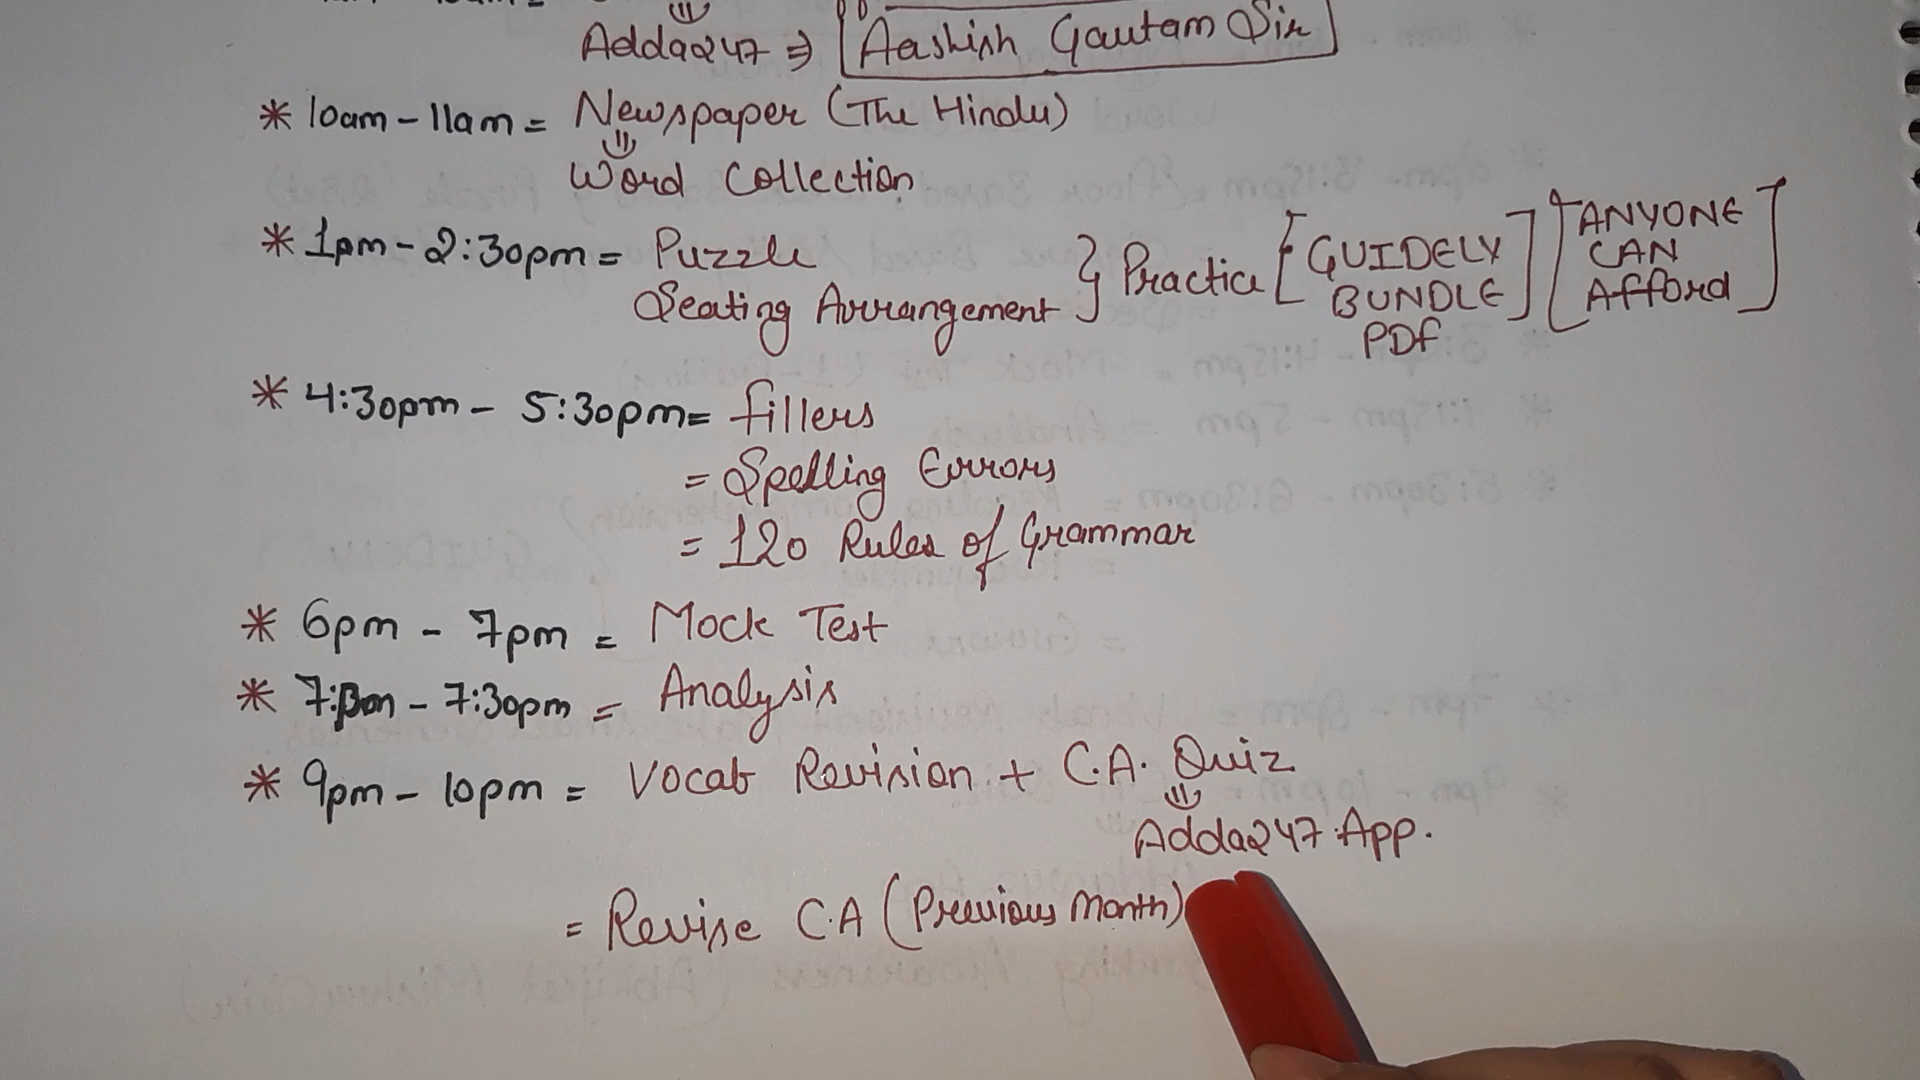 Adda247 ⇒ Aashish Gautam Sir
* 10am - 11am = Newspaper (The Hindu)
Word Collection
* 1pm - 2:30pm = Puzzle
Seating Arrangement } Practice [GUIDELY BUNDLE PDf] [ANYONE CAN Afford]
* 4:30pm - 5:30pm = fillers
= Spelling Errors
= 120 Rules of Grammar
* 6pm - 7pm = Mock Test
* - 7:30pm = Analysis
* 9pm - 10pm = Vocab Revision + C.A. Quiz
Adda247 App.
= Revise C.A (Previous Month)